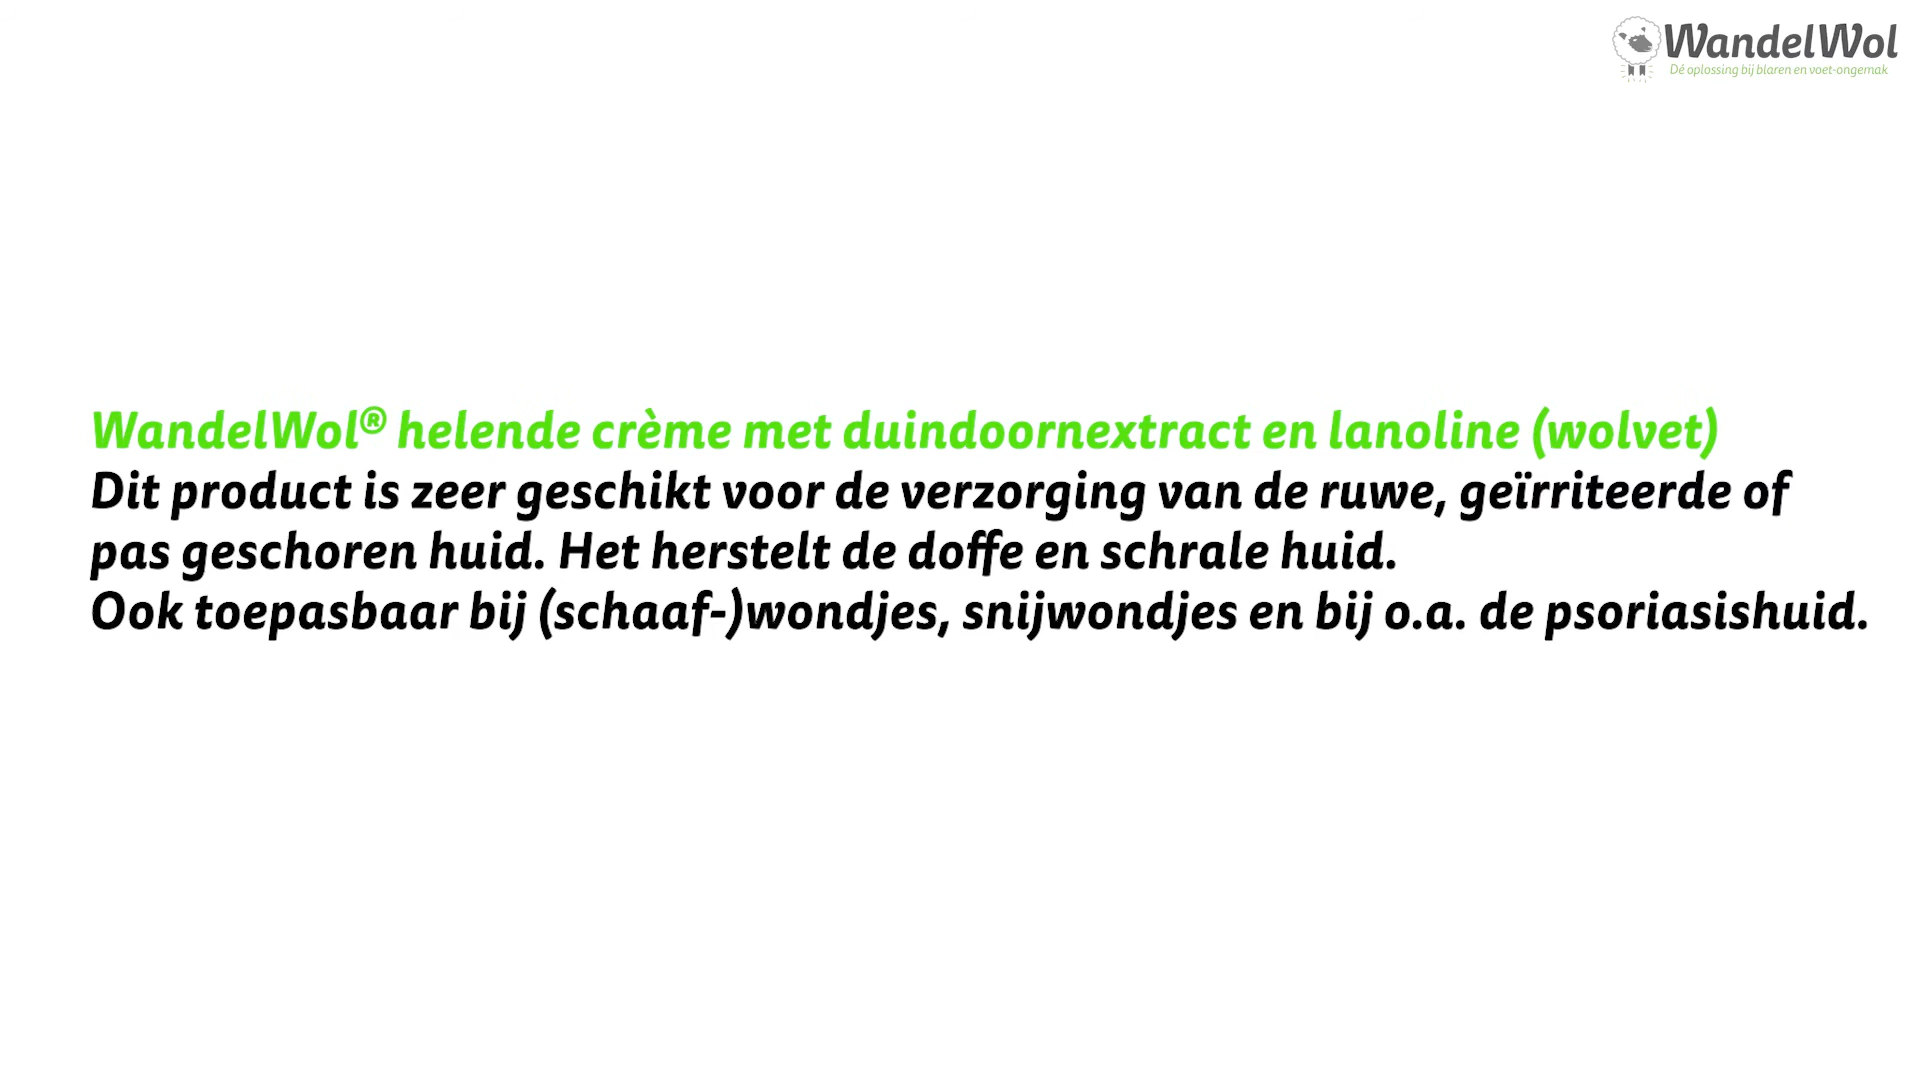 WandelWol
Dé oplossing bij blaren en voet-ongemak
WandelWol® helende crème met duindoornextract en lanoline (wolvet)
Dit product is zeer geschikt voor de verzorging van de ruwe, geïrriteerde of
pas geschoren huid. Het herstelt de doffe en schrale huid.
Ook toepasbaar bij (schaaf-)wondjes, snijwondjes en bij o.a. de psoriasishuid.